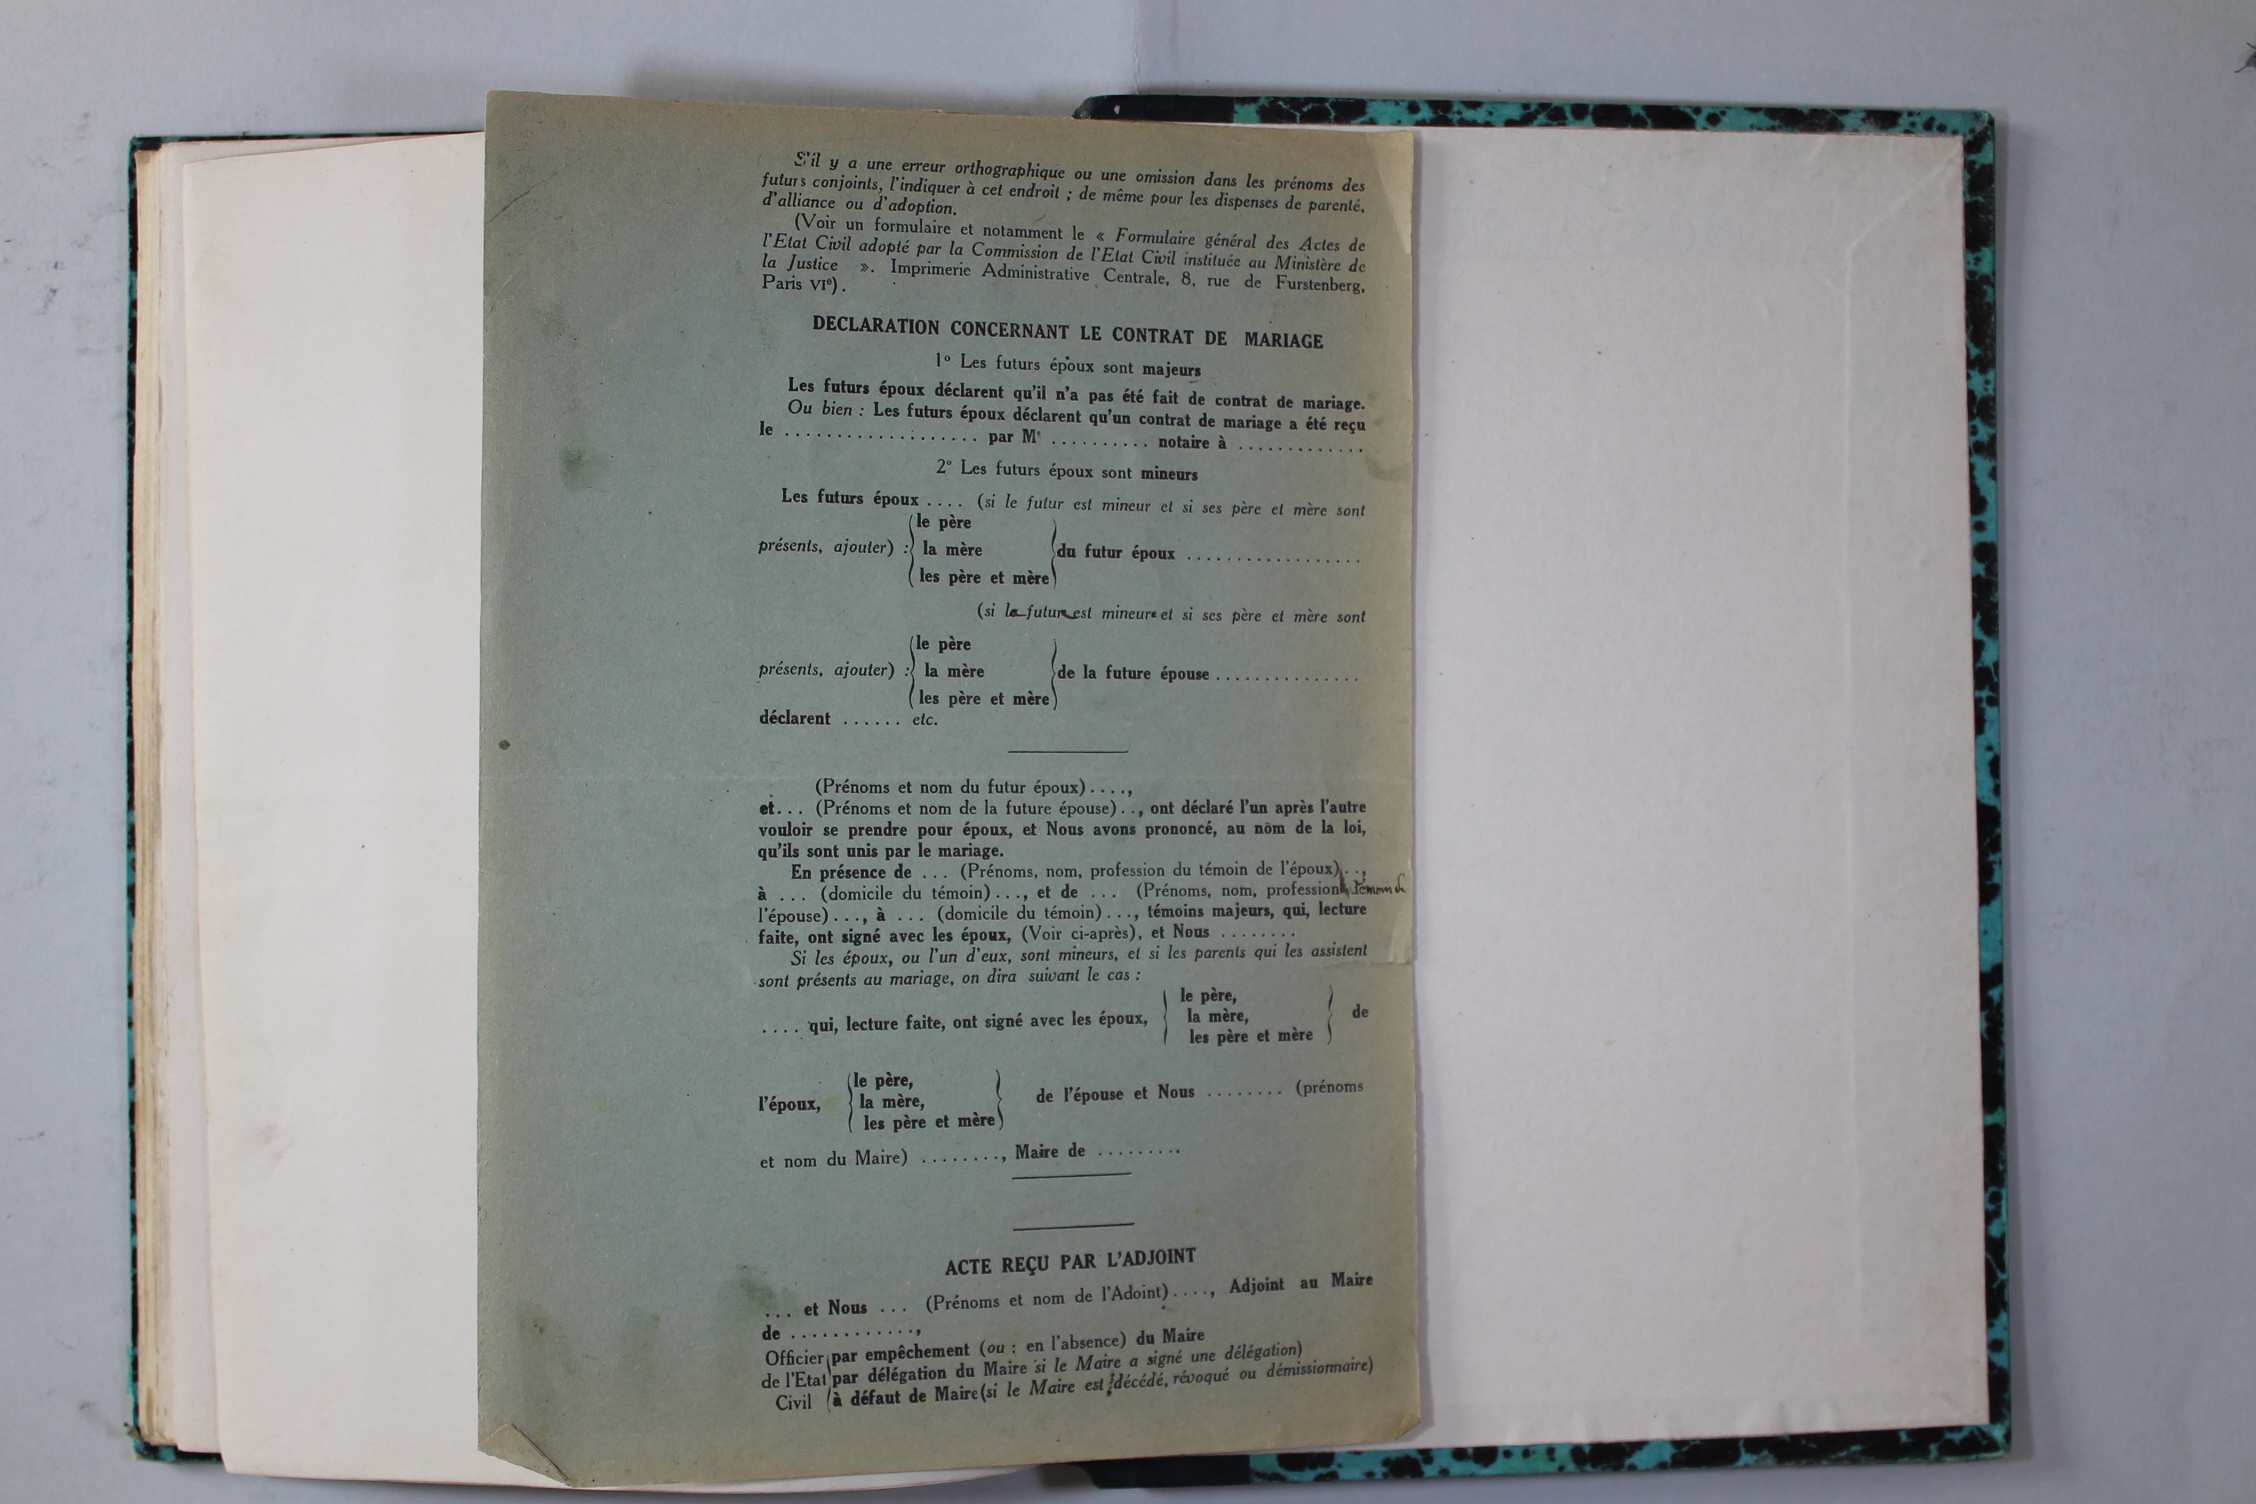 S'il y a une erreur orthographique ou une omission dans les prénoms des
futurs conjoints, l'indiquer à cet endroit ; de même pour les dispenses de parenté,
d'alliance ou d'adoption.
(Voir un formulaire et notamment le « Formulaire général des Actes de
l'Etat Civil adopté par la Commission de l'Etat Civil instituée au Ministère de
la Justice ». Imprimerie Administrative Centrale, 8, rue de Furstenberg,
Paris VIe).
DECLARATION CONCERNANT LE CONTRAT DE MARIAGE
1° Les futurs époux sont majeurs
Les futurs époux déclarent qu'il n'a pas été fait de contrat de mariage.
Ou bien : Les futurs époux déclarent qu'un contrat de mariage a été reçu
le ................... par Me .......... notaire à .............
2° Les futurs époux sont mineurs
Les futurs époux .... (si le futur est mineur et si ses père et mère sont
le père
présents, ajouter) : la mère du futur époux ..................
les père et mère
(si la future est mineure et si ses père et mère sont
le père
présents, ajouter) : la mère de la future épouse ...............
les père et mère
déclarent ...... etc.
(Prénoms et nom du futur époux)....,
et... (Prénoms et nom de la future épouse).., ont déclaré l'un après l'autre
vouloir se prendre pour époux, et Nous avons prononcé, au nom de la loi,
qu'ils sont unis par le mariage.
En présence de ... (Prénoms, nom, profession du témoin de l'époux)..,
à ... (domicile du témoin)..., et de ... (Prénoms, nom, profession témoin de
l'épouse)..., à ... (domicile du témoin)..., témoins majeurs, qui, lecture
faite, ont signé avec les époux, (Voir ci-après), et Nous ........
Si les époux, ou l'un d'eux, sont mineurs, et si les parents qui les assistent
sont présents au mariage, on dira suivant le cas :
le père,
.... qui, lecture faite, ont signé avec les époux, la mère, de
les père et mère
le père,
l'époux, la mère, de l'épouse et Nous ........ (prénoms
les père et mère
et nom du Maire) ........, Maire de .........
ACTE REÇU PAR L'ADJOINT
... et Nous ... (Prénoms et nom de l'Adoint)...., Adjoint au Maire
de ............,
Officier par empêchement (ou : en l'absence) du Maire
de l'Etat par délégation du Maire si le Maire a signé une délégation)
Civil à défaut de Maire (si le Maire est décédé, révoqué ou démissionnaire)